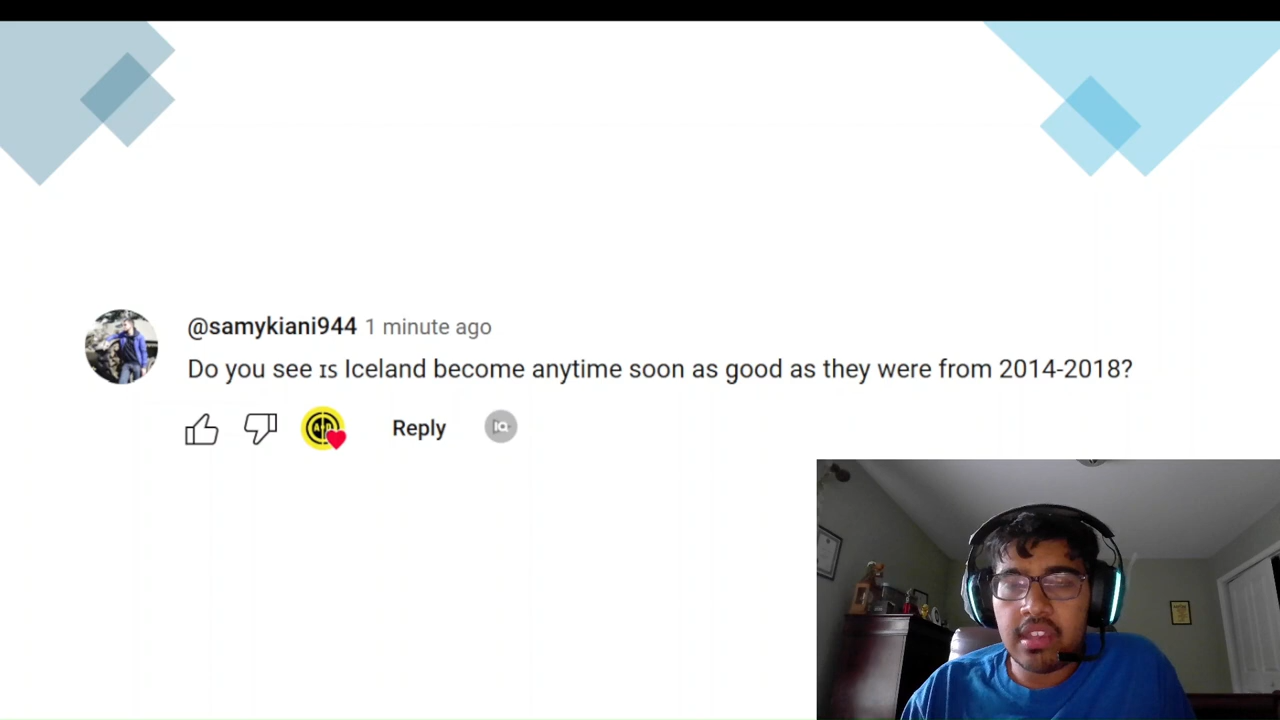 @samykiani944 1 minute ago
Do you see ɪs Iceland become anytime soon as good as they were from 2014-2018?
Reply